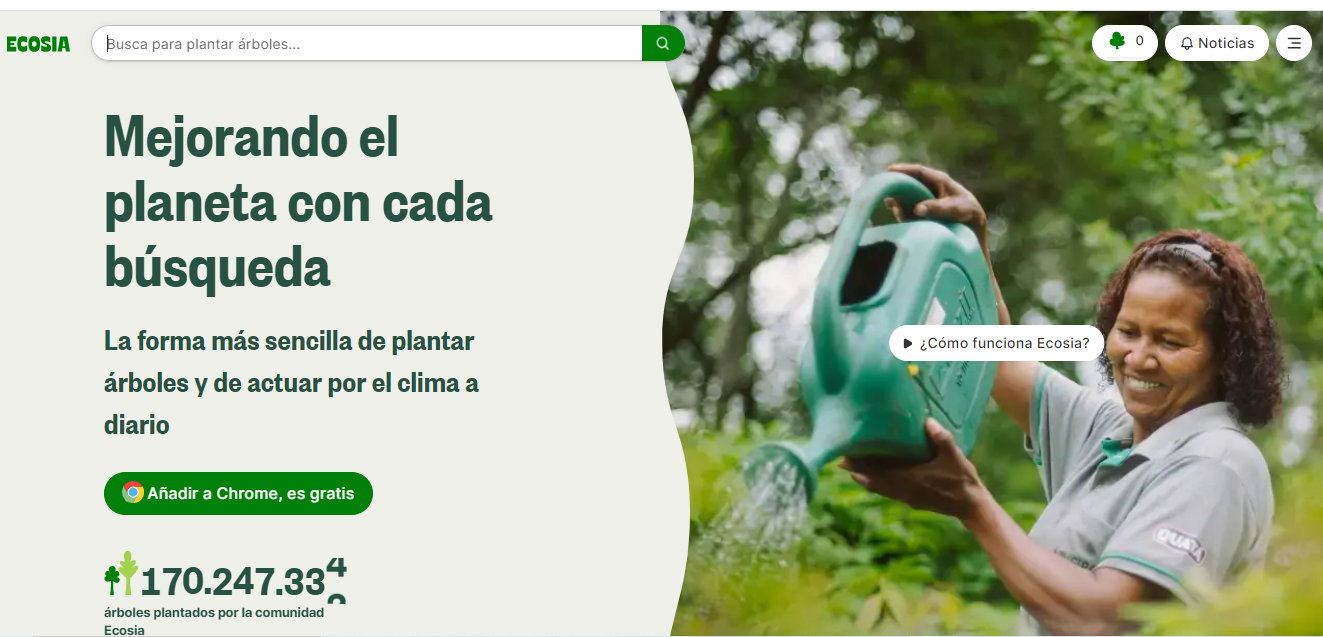 ECOSIA
Busca para plantar árboles...
0
Noticias
Mejorando el
planeta con cada
búsqueda
La forma más sencilla de plantar
árboles y de actuar por el clima a
diario
¿Cómo funciona Ecosia?
Añadir a Chrome, es gratis
170.247.334
árboles plantados por la comunidad
Ecosia